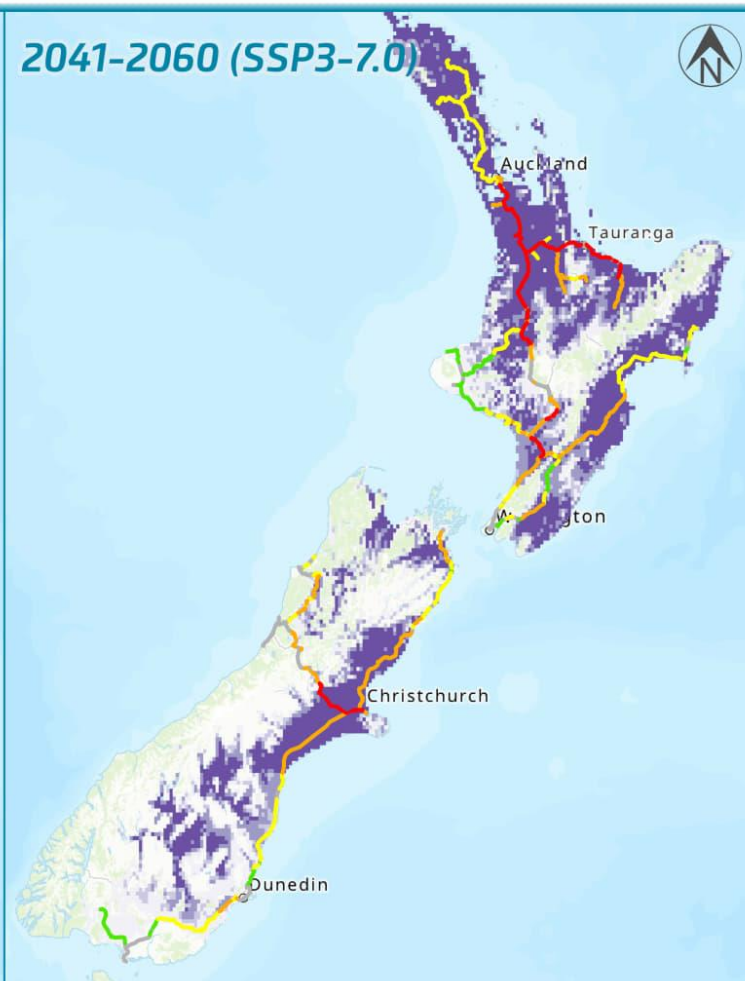 2041-2060 (SSP3-7.0)
N
Auckland
Tauranga
Christchurch
Dunedin